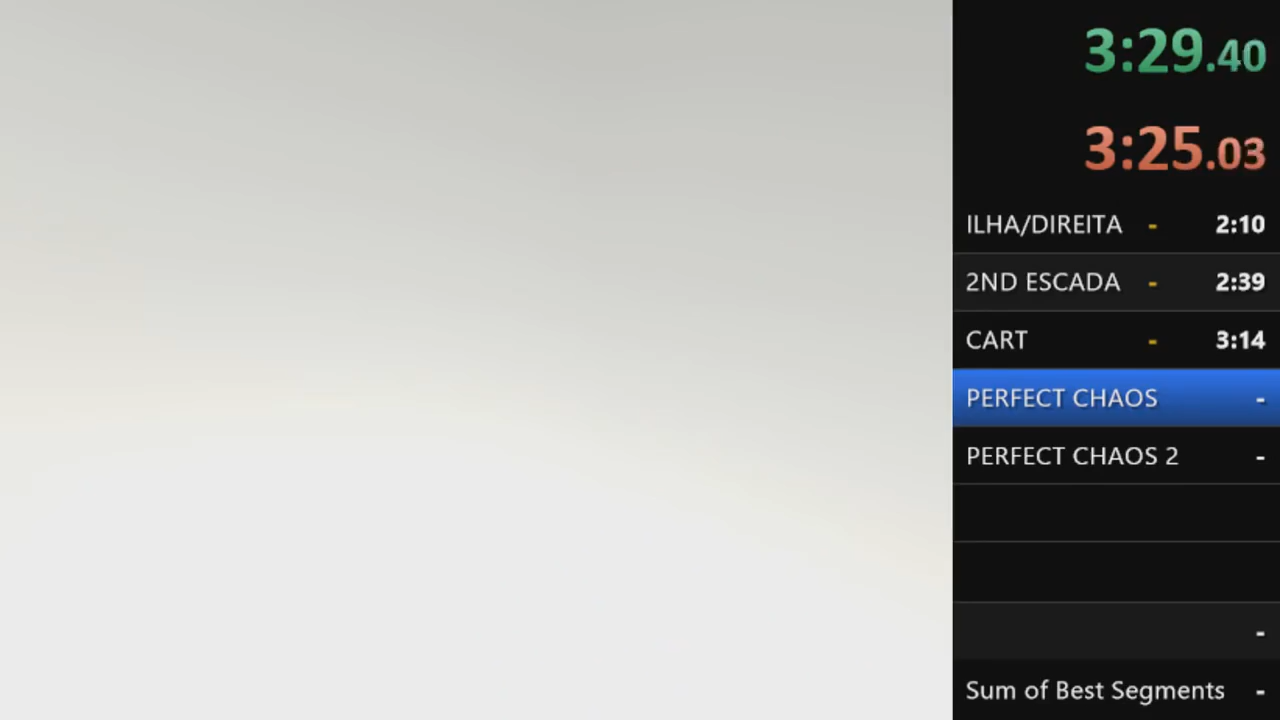 3:29.40
3:25.03
ILHA/DIREITA - 2:10
2ND ESCADA - 2:39
CART - 3:14
PERFECT CHAOS -
PERFECT CHAOS 2 -
-
Sum of Best Segments -